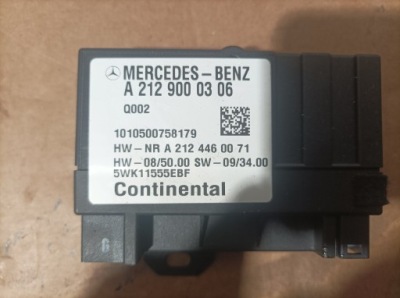 MERCEDES-BENZ
A 212 900 03 06
Q002
1010500758179
HW-NR A 212 446 00 71
HW-08/50.00 SW-09/34.00
5WK11555EBF
Continental